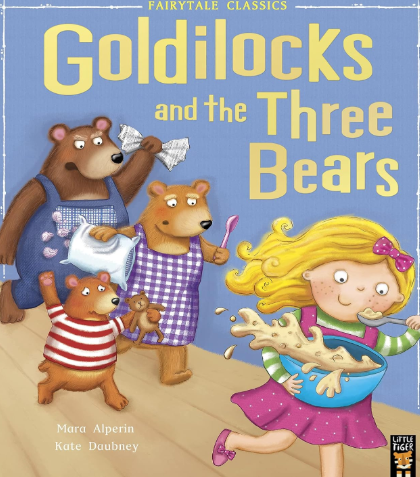 FAIRYTALE CLASSICS
Goldilocks
and the Three
Bears
Mara Alperin
Kate Daubney
LITTLE
TIGER